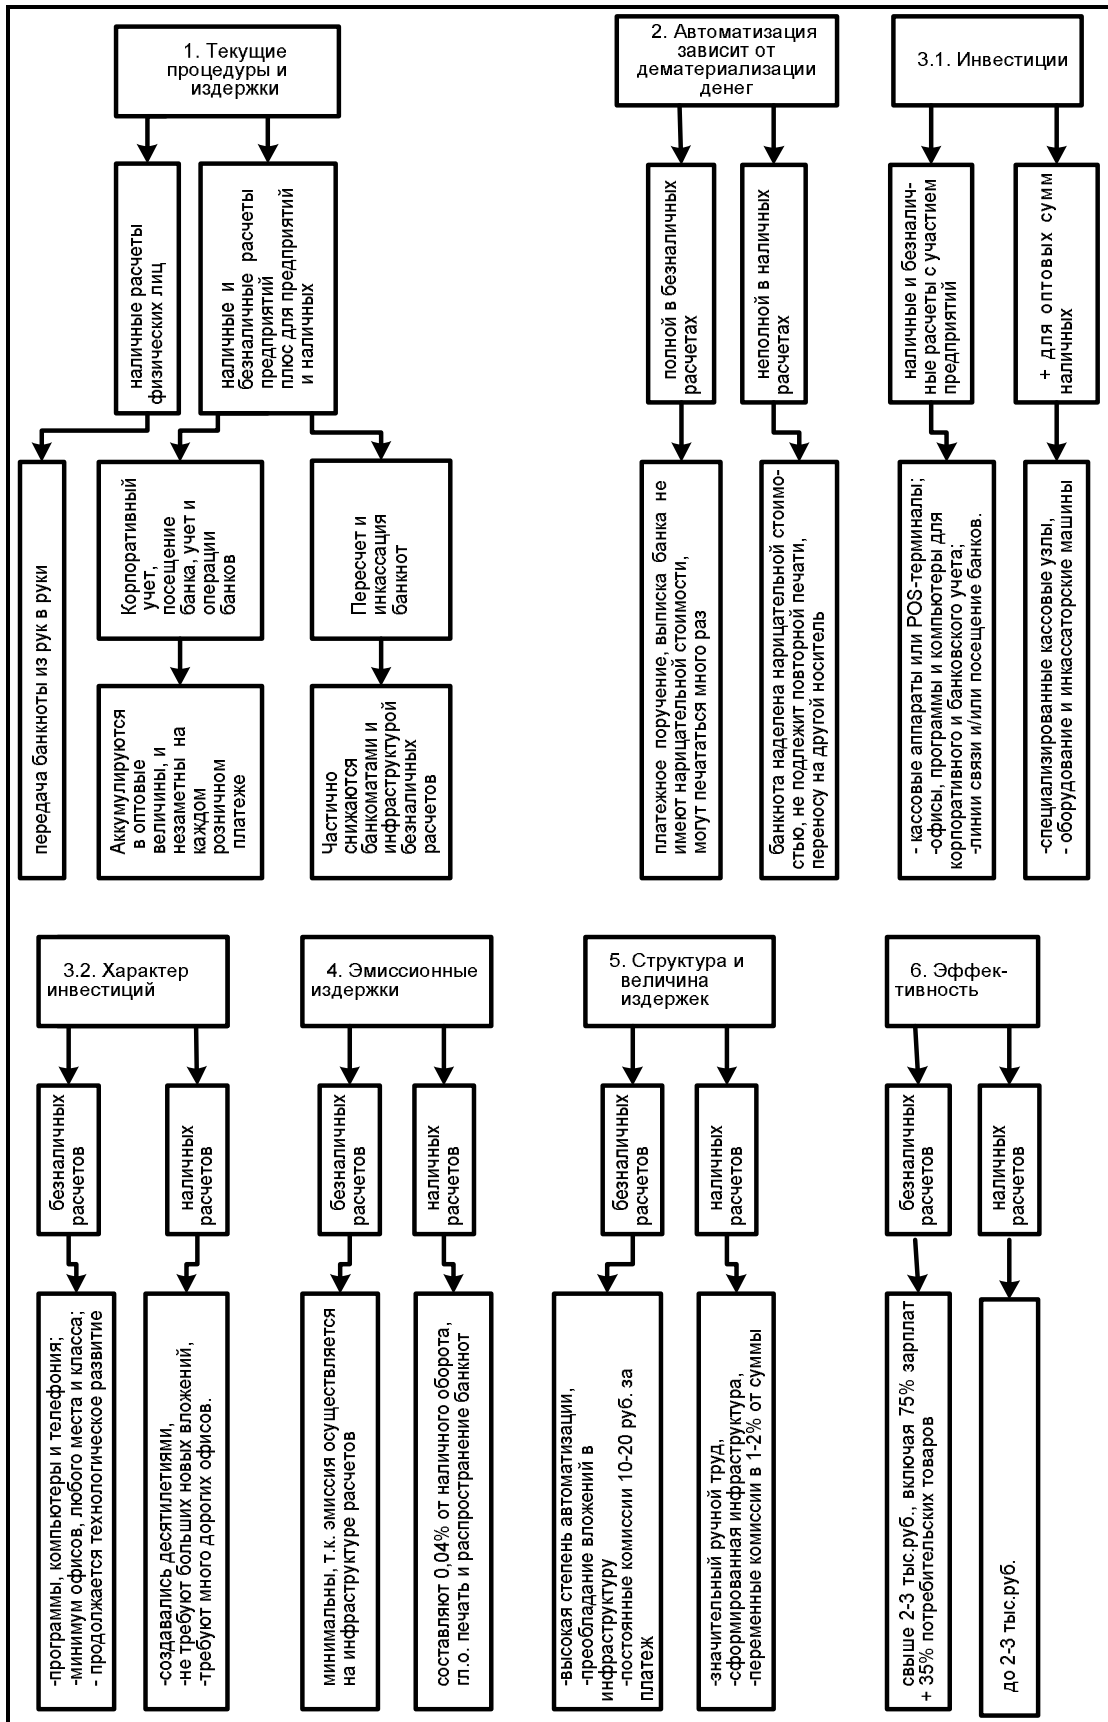 1. Текущие
процедуры и
издержки
наличные расчеты
физических лиц
наличные и
безналичные расчеты
предприятий
плюс для предприятий
и наличных
передача банкноты из рук в руки
Корпоративный
учет,
посещение
банка, учет и
операции
банков
Пересчет и
инкассация
банкнот
Аккумулируются
в оптовые
величины, и
незаметны на
каждом
розничном
платеже
Частично
снижаются
банкоматами и
инфраструктурой
безналичных
расчетов
2. Автоматизация
зависит от
дематериализации
денег
полной в безналичных
расчетах
неполной в наличных
расчетах
платежное поручение, выписка банка не
имеют нарицательной стоимости,
могут печататься много раз
банкнота наделена нарицательной стоимо-
стью, не подлежит повторной печати,
переносу на другой носитель
3.1. Инвестиции
наличные и безналич-
ные расчеты с участием
предприятий
+ для оптовых сумм
наличных
- кассовые аппараты или POS-терминалы;
-офисы, программы и компьютеры для
корпоративного и банковского учета;
-линии связи и/или посещение банков.
-специализированные кассовые узлы,
- оборудование и инкассаторские машины
3.2. Характер
инвестиций
безналичных
расчетов
наличных
расчетов
-программы, компьютеры и телефония;
-минимум офисов, любого места и класса;
- продолжается технологическое развитие
-создавались десятилетиями,
-не требуют больших новых вложений,
-требуют много дорогих офисов.
4. Эмиссионные
издержки
безналичных
расчетов
наличных
расчетов
минимальны, т.к. эмиссия осуществляется
на инфраструктуре расчетов
составляют 0,04% от наличного оборота,
гл.о. печать и распространение банкнот
5. Структура и
величина
издержек
безналичных
расчетов
наличных
расчетов
-высокая степень автоматизации,
-преобладание вложений в
инфраструктуру
-постоянные комиссии 10-20 руб. за
платеж
-значительный ручной труд,
-сформированная инфраструктура,
-переменные комиссии в 1-2% от суммы
6. Эффек-
тивность
безналичных
расчетов
наличных
расчетов
свыше 2-3 тыс.руб., включая 75% зарплат
+ 35% потребительских товаров
до 2-3 тыс.руб.